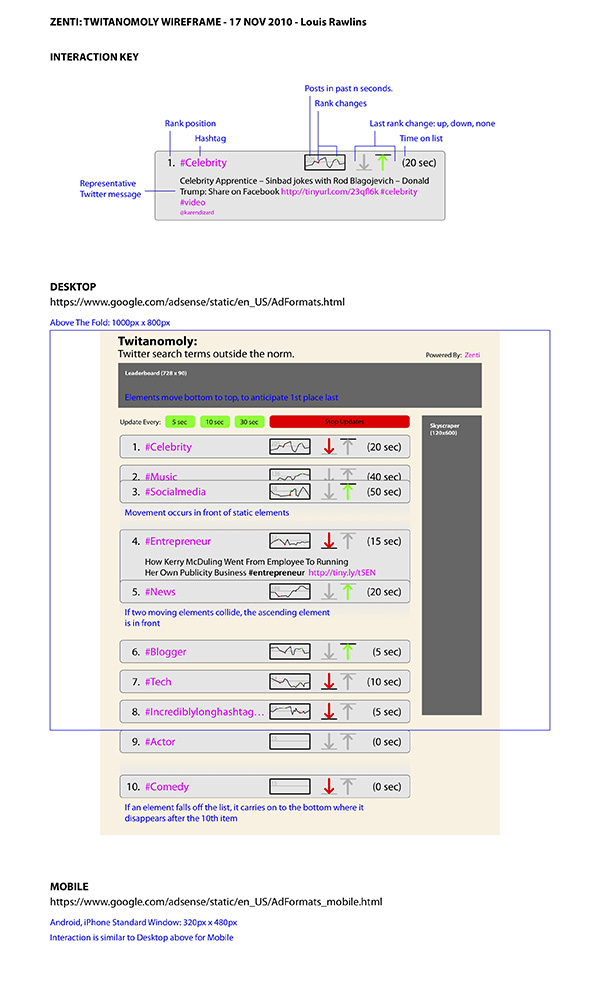 ZENTI: TWITANOMOLY WIREFRAME - 17 NOV 2010 - Louis Rawlins
INTERACTION KEY
Posts in past n seconds.
Rank changes
Rank position
Last rank change: up, down, none
Hashtag
Time on list
1. #Celebrity (20 sec)
Representative
Twitter message
Celebrity Apprentice – Sinbad jokes with Rod Blagojevich – Donald
Trump: Share on Facebook http://tinyurl.com/23qfl6k #celebrity
#video
@karendizard
DESKTOP
https://www.google.com/adsense/static/en_US/AdFormats.html
Above The Fold: 1000px x 800px
Twitanomoly:
Twitter search terms outside the norm.
Powered By: Zenti
Leaderboard (728 x 90)
Elements move bottom to top, to anticipate 1st place last
Update Every: 5 sec 10 sec 30 sec Stop Updates
Skyscraper
(120x600)
1. #Celebrity (20 sec)
2. #Music (40 sec)
3. #Socialmedia (50 sec)
Movement occurs in front of static elements
4. #Entrepreneur (15 sec)
How Kerry McDuling Went From Employee To Running
Her Own Publicity Business #entrepreneur http://tiny.ly/t5EN
5. #News (20 sec)
If two moving elements collide, the ascending element
is in front
6. #Blogger (5 sec)
7. #Tech (10 sec)
8. #Incrediblylonghashtag... (5 sec)
9. #Actor (0 sec)
10. #Comedy (0 sec)
If an element falls off the list, it carries on to the bottom where it
disappears after the 10th item
MOBILE
https://www.google.com/adsense/static/en_US/AdFormats_mobile.html
Android, iPhone Standard Window: 320px x 480px
Interaction is similar to Desktop above for Mobile